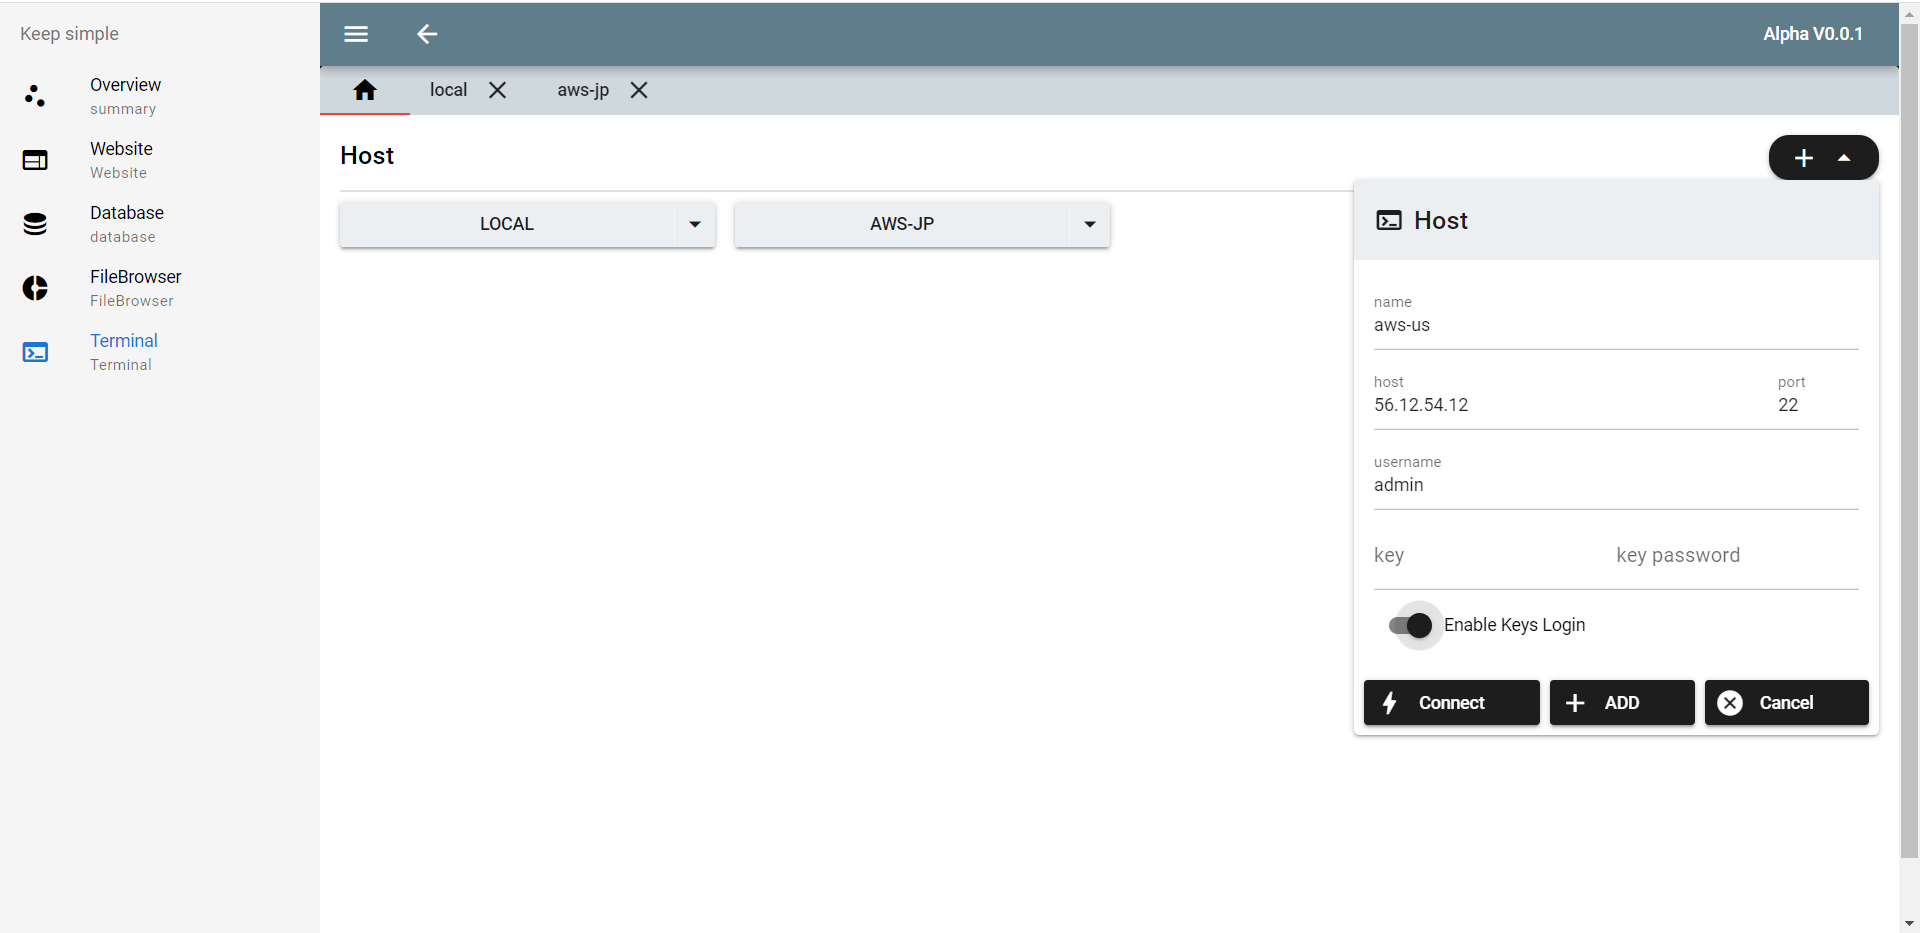 Keep simple
Overview
summary
Website
Website
Database
database
FileBrowser
FileBrowser
Terminal
Terminal
Alpha V0.0.1
local
aws-jp
Host
LOCAL
AWS-JP
Host
name
aws-us
host
port
56.12.54.12
22
username
admin
key
key password
Enable Keys Login
Connect
ADD
Cancel